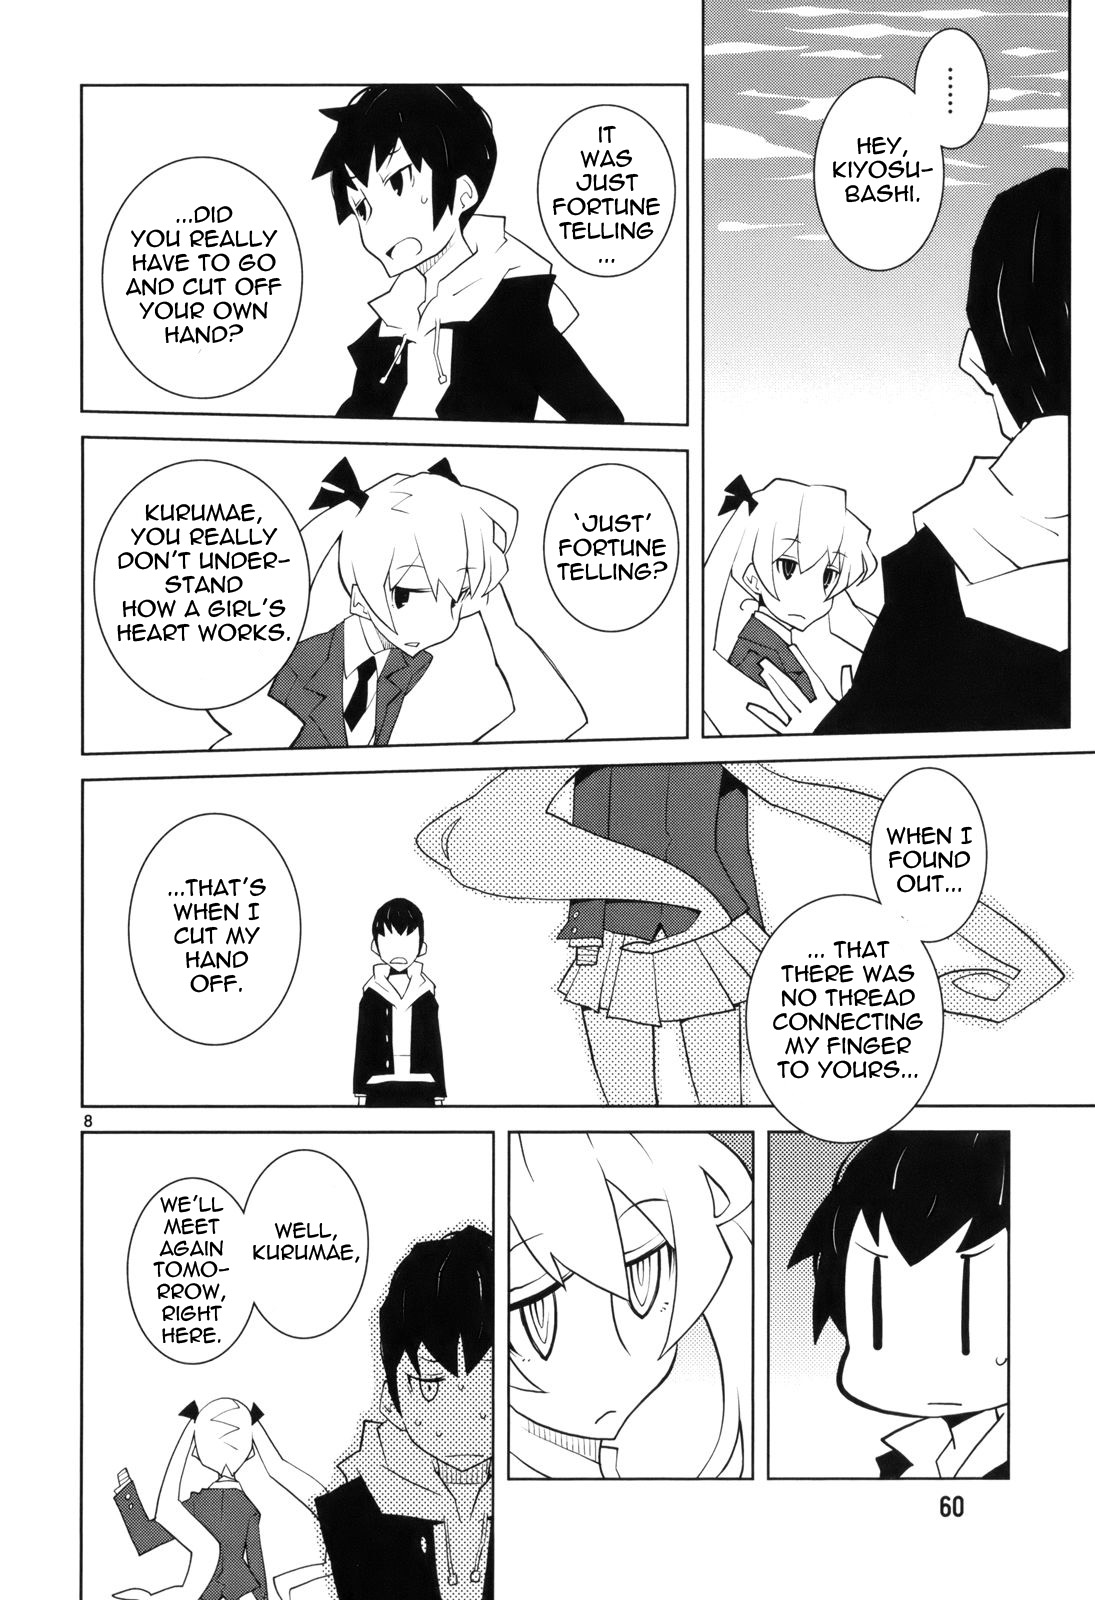 ......
HEY,
KIYOSU-
BASHI.
IT
WAS
JUST
FORTUNE
TELLING
...
...DID
YOU REALLY
HAVE TO GO
AND CUT OFF
YOUR OWN
HAND?
'JUST'
FORTUNE
TELLING?
KURUMAE,
YOU REALLY
DON'T UNDER-
STAND
HOW A GIRL'S
HEART WORKS.
WHEN I
FOUND
OUT...
... THAT
THERE WAS
NO THREAD
CONNECTING
MY FINGER
TO YOURS...
...THAT'S
WHEN I
CUT MY
HAND
OFF.
8
WELL,
KURUMAE,
WE'LL
MEET
AGAIN
TOMO-
RROW,
RIGHT
HERE.
60